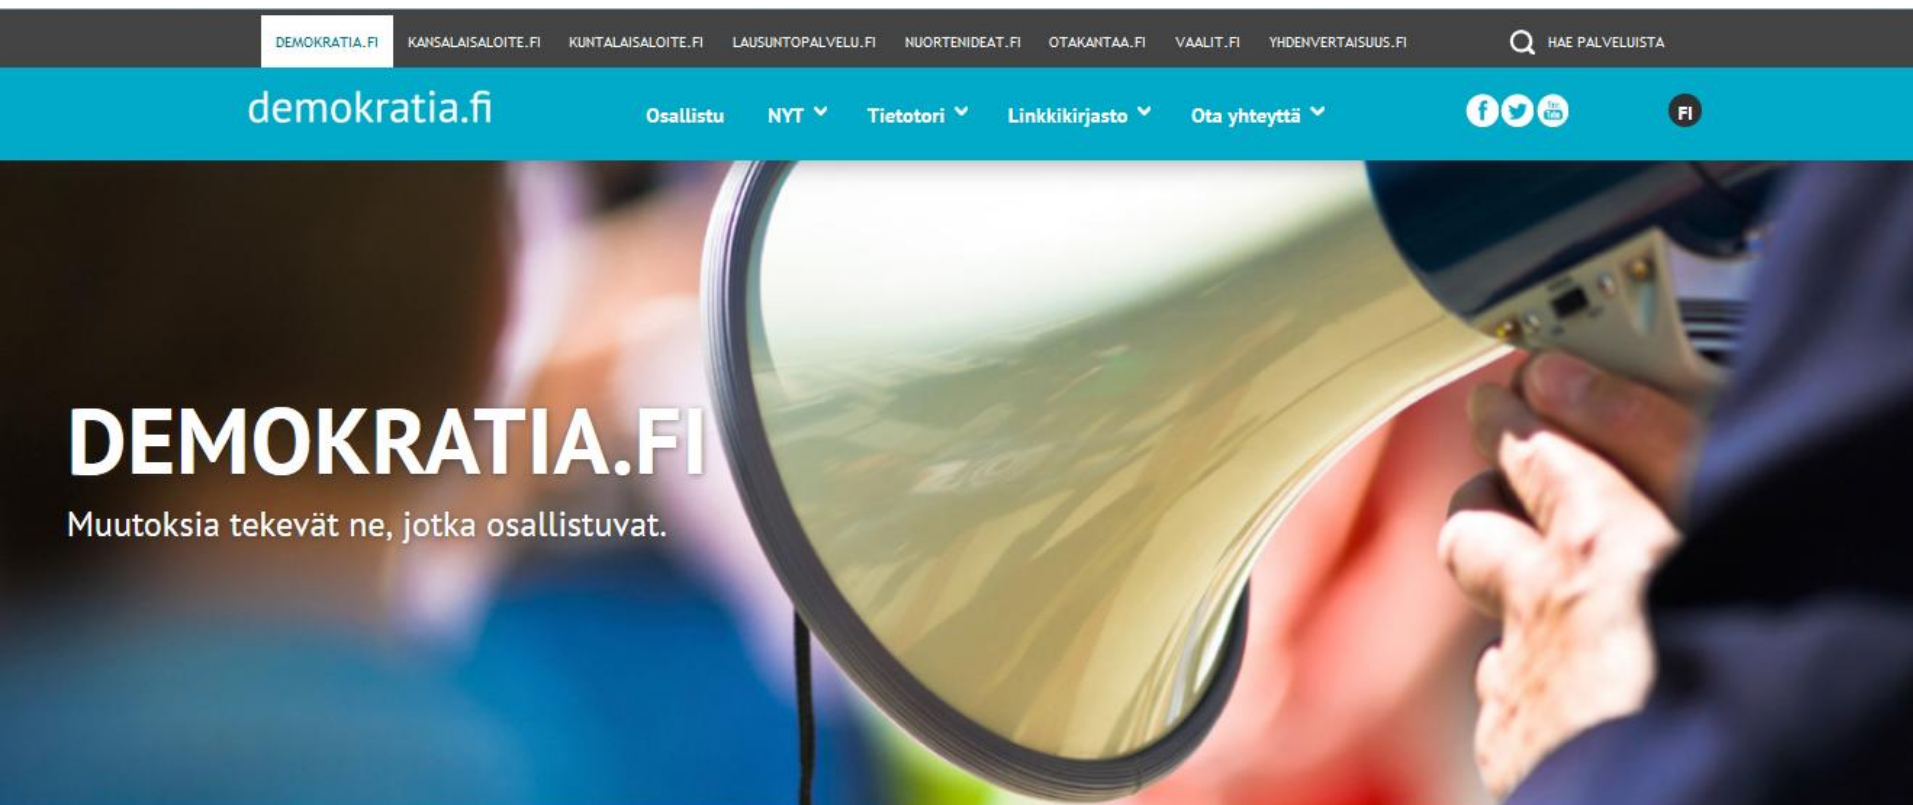 DEMOKRATIA.FI KANSALAISALOITE.FI KUNTALAISALOITE.FI LAUSUNTOPALVELU.FI NUORTENIDEAT.FI OTAKANTAA.FI VAALIT.FI YHDENVERTAISUUS.FI HAE PALVELUISTA
demokratia.fi Osallistu NYT Tietotori Linkkikirjasto Ota yhteyttä FI
DEMOKRATIA.FI
Muutoksia tekevät ne, jotka osallistuvat.